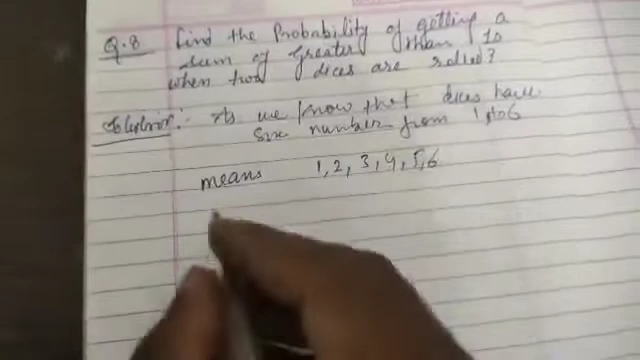 Q.8 find the Probability of getting a
sum of Greater than 10
when two dices are rolled?
Solution:- As we know that dices have
six number from 1 to 6
means 1, 2, 3, 4, 5, 6